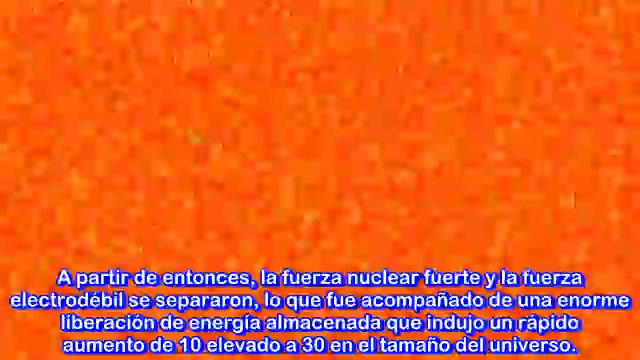 A partir de entonces, la fuerza nuclear fuerte y la fuerza
electrodébil se separaron, lo que fue acompañado de una enorme
liberación de energía almacenada que indujo un rápido
aumento de 10 elevado a 30 en el tamaño del universo.